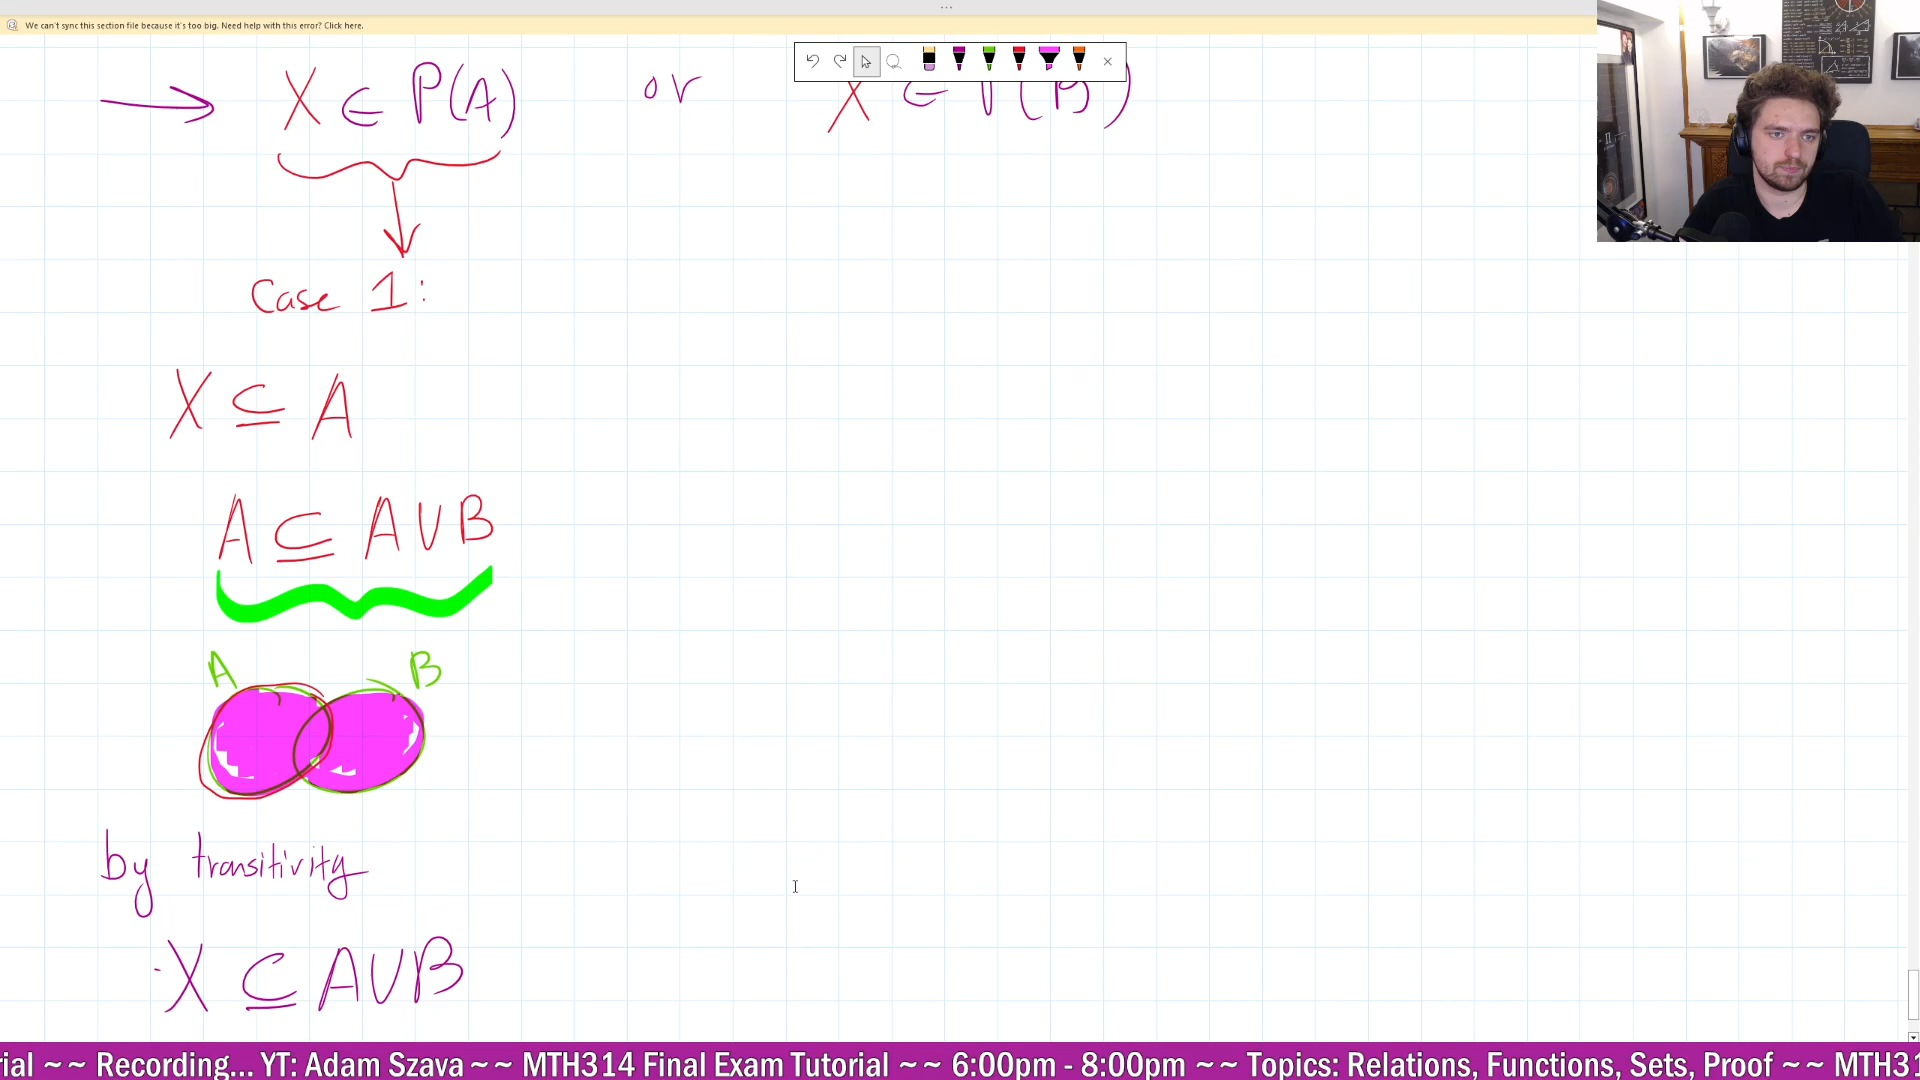 We can't sync this section file because it's too big. Need help with this error? Click here.
X ∈ P(A) or X ∈ P(B)
Case 1:
X ⊆ A
A ⊆ A∪B
A B
by transitivity
X ⊆ A∪B
rial ~~ Recording... YT: Adam Szava ~~ MTH314 Final Exam Tutorial ~~ 6:00pm - 8:00pm ~~ Topics: Relations, Functions, Sets, Proof ~~ MTH31